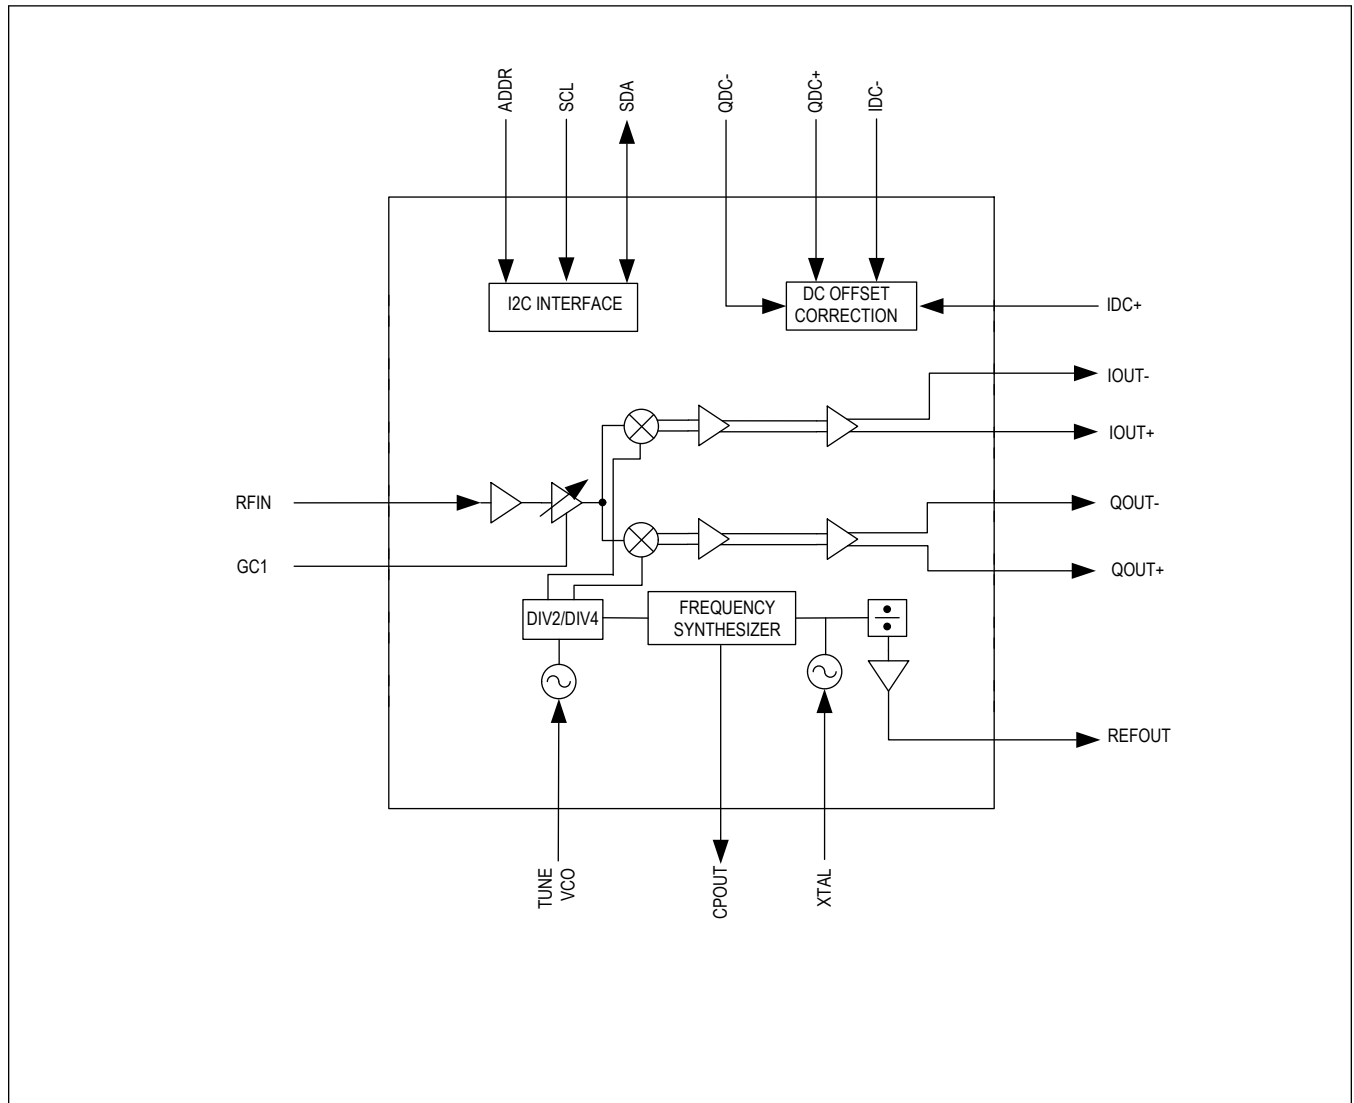 ADDR
SCL
SDA
QDC-
QDC+
IDC-
I2C INTERFACE
DC OFFSET
CORRECTION
IDC+
IOUT-
IOUT+
RFIN
QOUT-
GC1
QOUT+
DIV2/DIV4
FREQUENCY
SYNTHESIZER
REFOUT
TUNE
VCO
CPOUT
XTAL